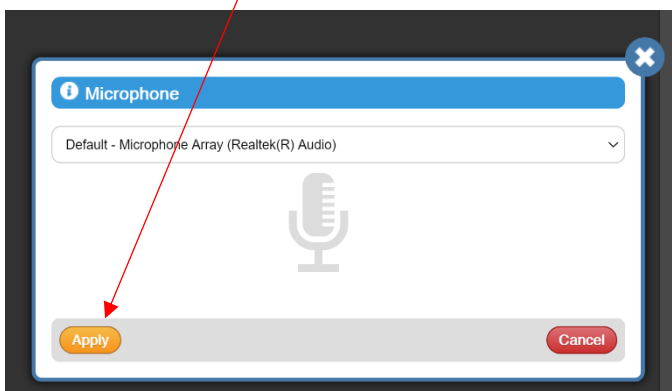 Microphone
Default - Microphone Array (Realtek(R) Audio)
Apply
Cancel